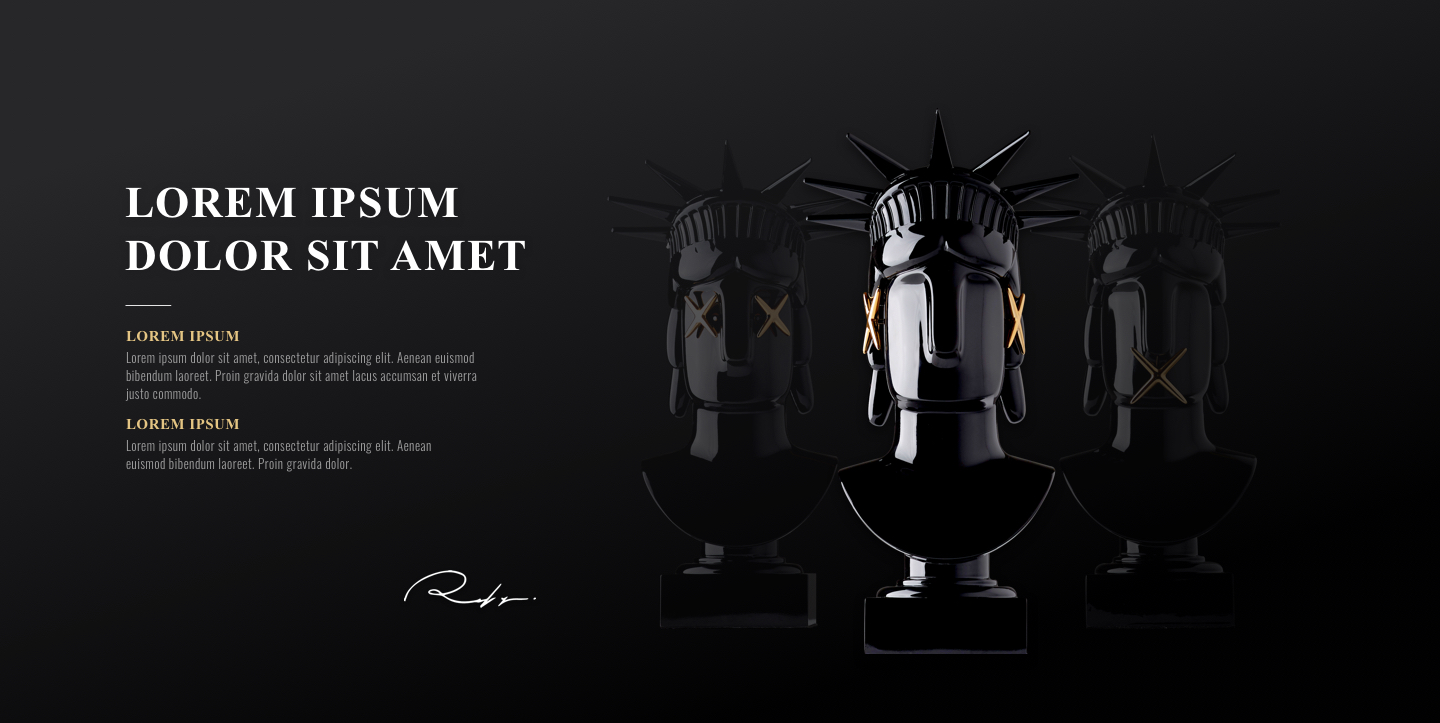 LOREM IPSUM
DOLOR SIT AMET
LOREM IPSUM
Lorem ipsum dolor sit amet, consectetur adipiscing elit. Aenean euismod
bibendum laoreet. Proin gravida dolor sit amet lacus accumsan et viverra
justo commodo.
LOREM IPSUM
Lorem ipsum dolor sit amet, consectetur adipiscing elit. Aenean
euismod bibendum laoreet. Proin gravida dolor.